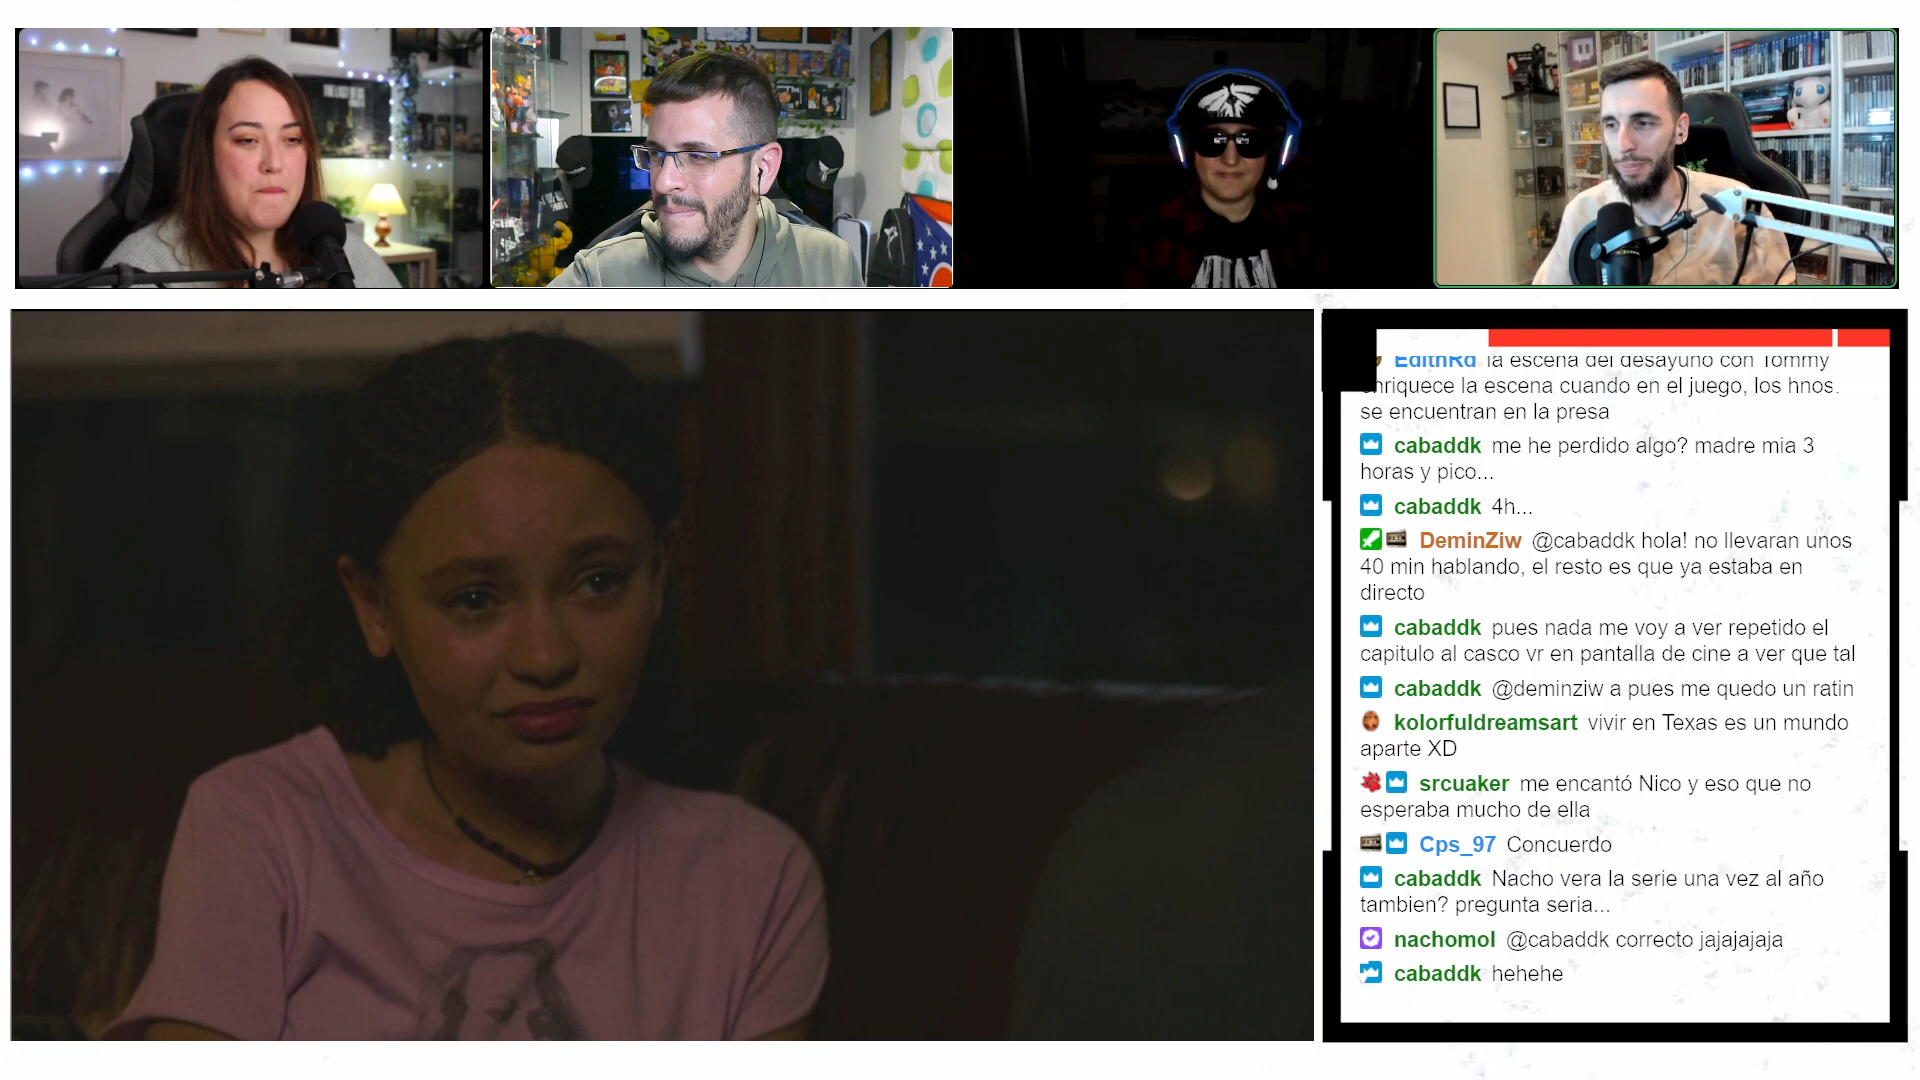 EdithRd la escena del desayuno con Tommy
enriquece la escena cuando en el juego, los hnos.
se encuentran en la presa
cabaddk me he perdido algo? madre mia 3
horas y pico...
cabaddk 4h...
DeminZiw @cabaddk hola! no llevaran unos
40 min hablando, el resto es que ya estaba en
directo
cabaddk pues nada me voy a ver repetido el
capitulo al casco vr en pantalla de cine a ver que tal
cabaddk @deminziw a pues me quedo un ratin
kolorfuldreamsart vivir en Texas es un mundo
aparte XD
srcuaker me encantó Nico y eso que no
esperaba mucho de ella
Cps_97 Concuerdo
cabaddk Nacho vera la serie una vez al año
tambien? pregunta seria...
nachomol @cabaddk correcto jajajajaja
cabaddk hehehe